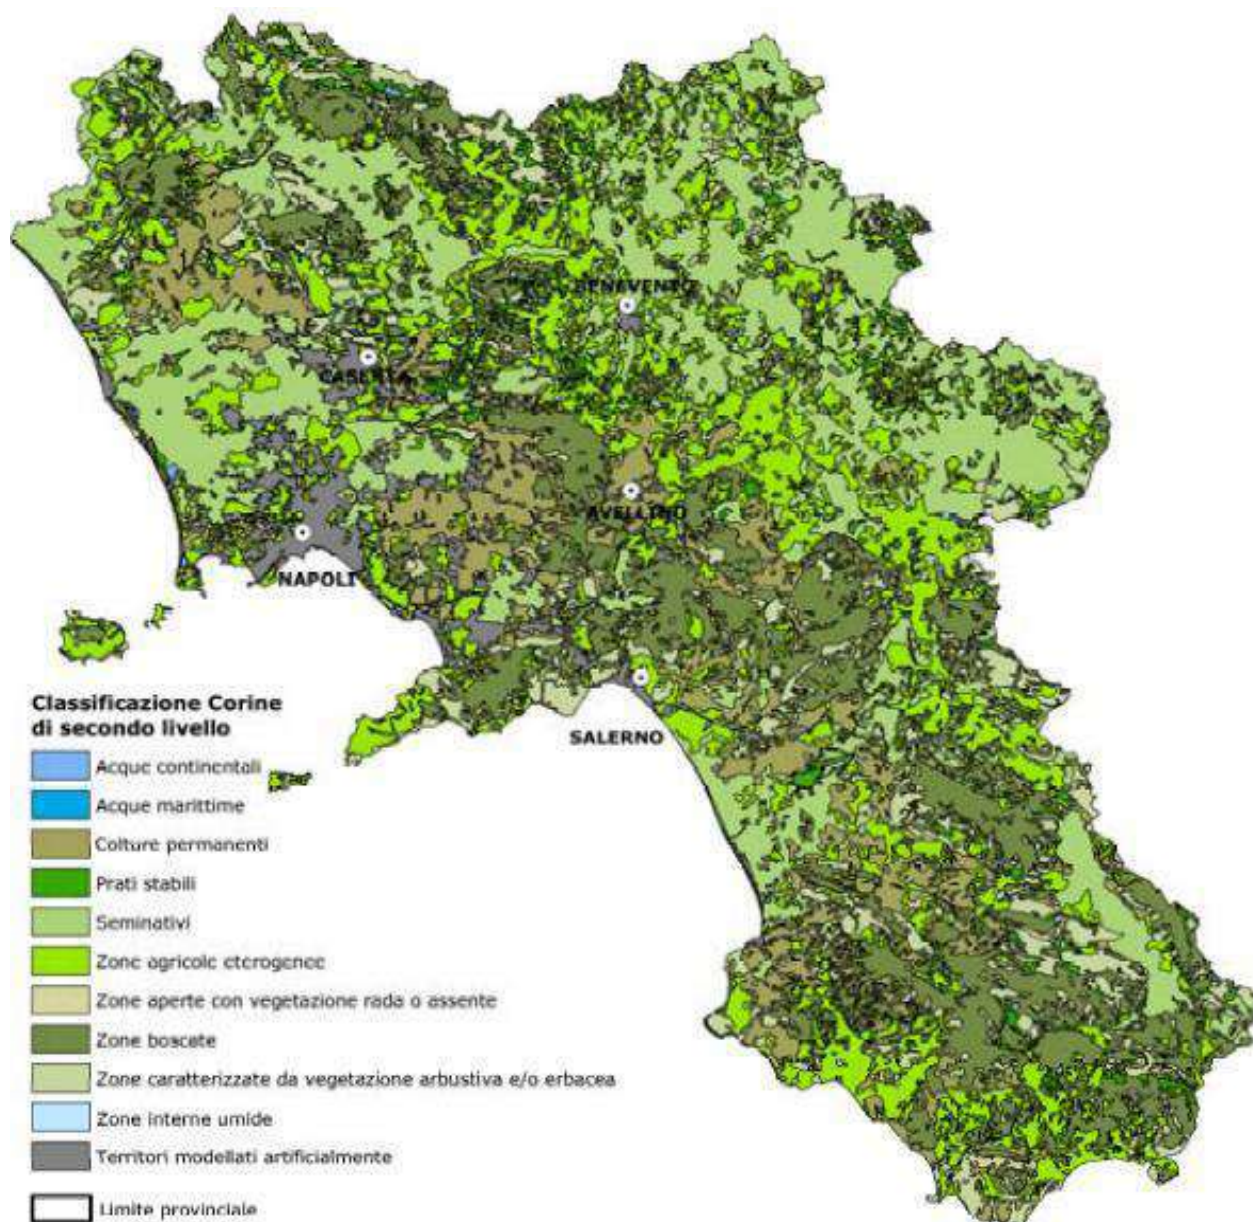 BENAVENTO
CASERTA
AVELLINO
NAPOLI
SALERNO
Classificazione Corine
di secondo livello
Acque continentali
Acque marittime
Colture permanenti
Prati stabili
Seminativi
Zone agricole eterogenee
Zone aperte con vegetazione rada o assente
Zone boscate
Zone caratterizzate da vegetazione arbustiva e/o erbacea
Zone interne umide
Territori modellati artificialmente
Limite provinciale